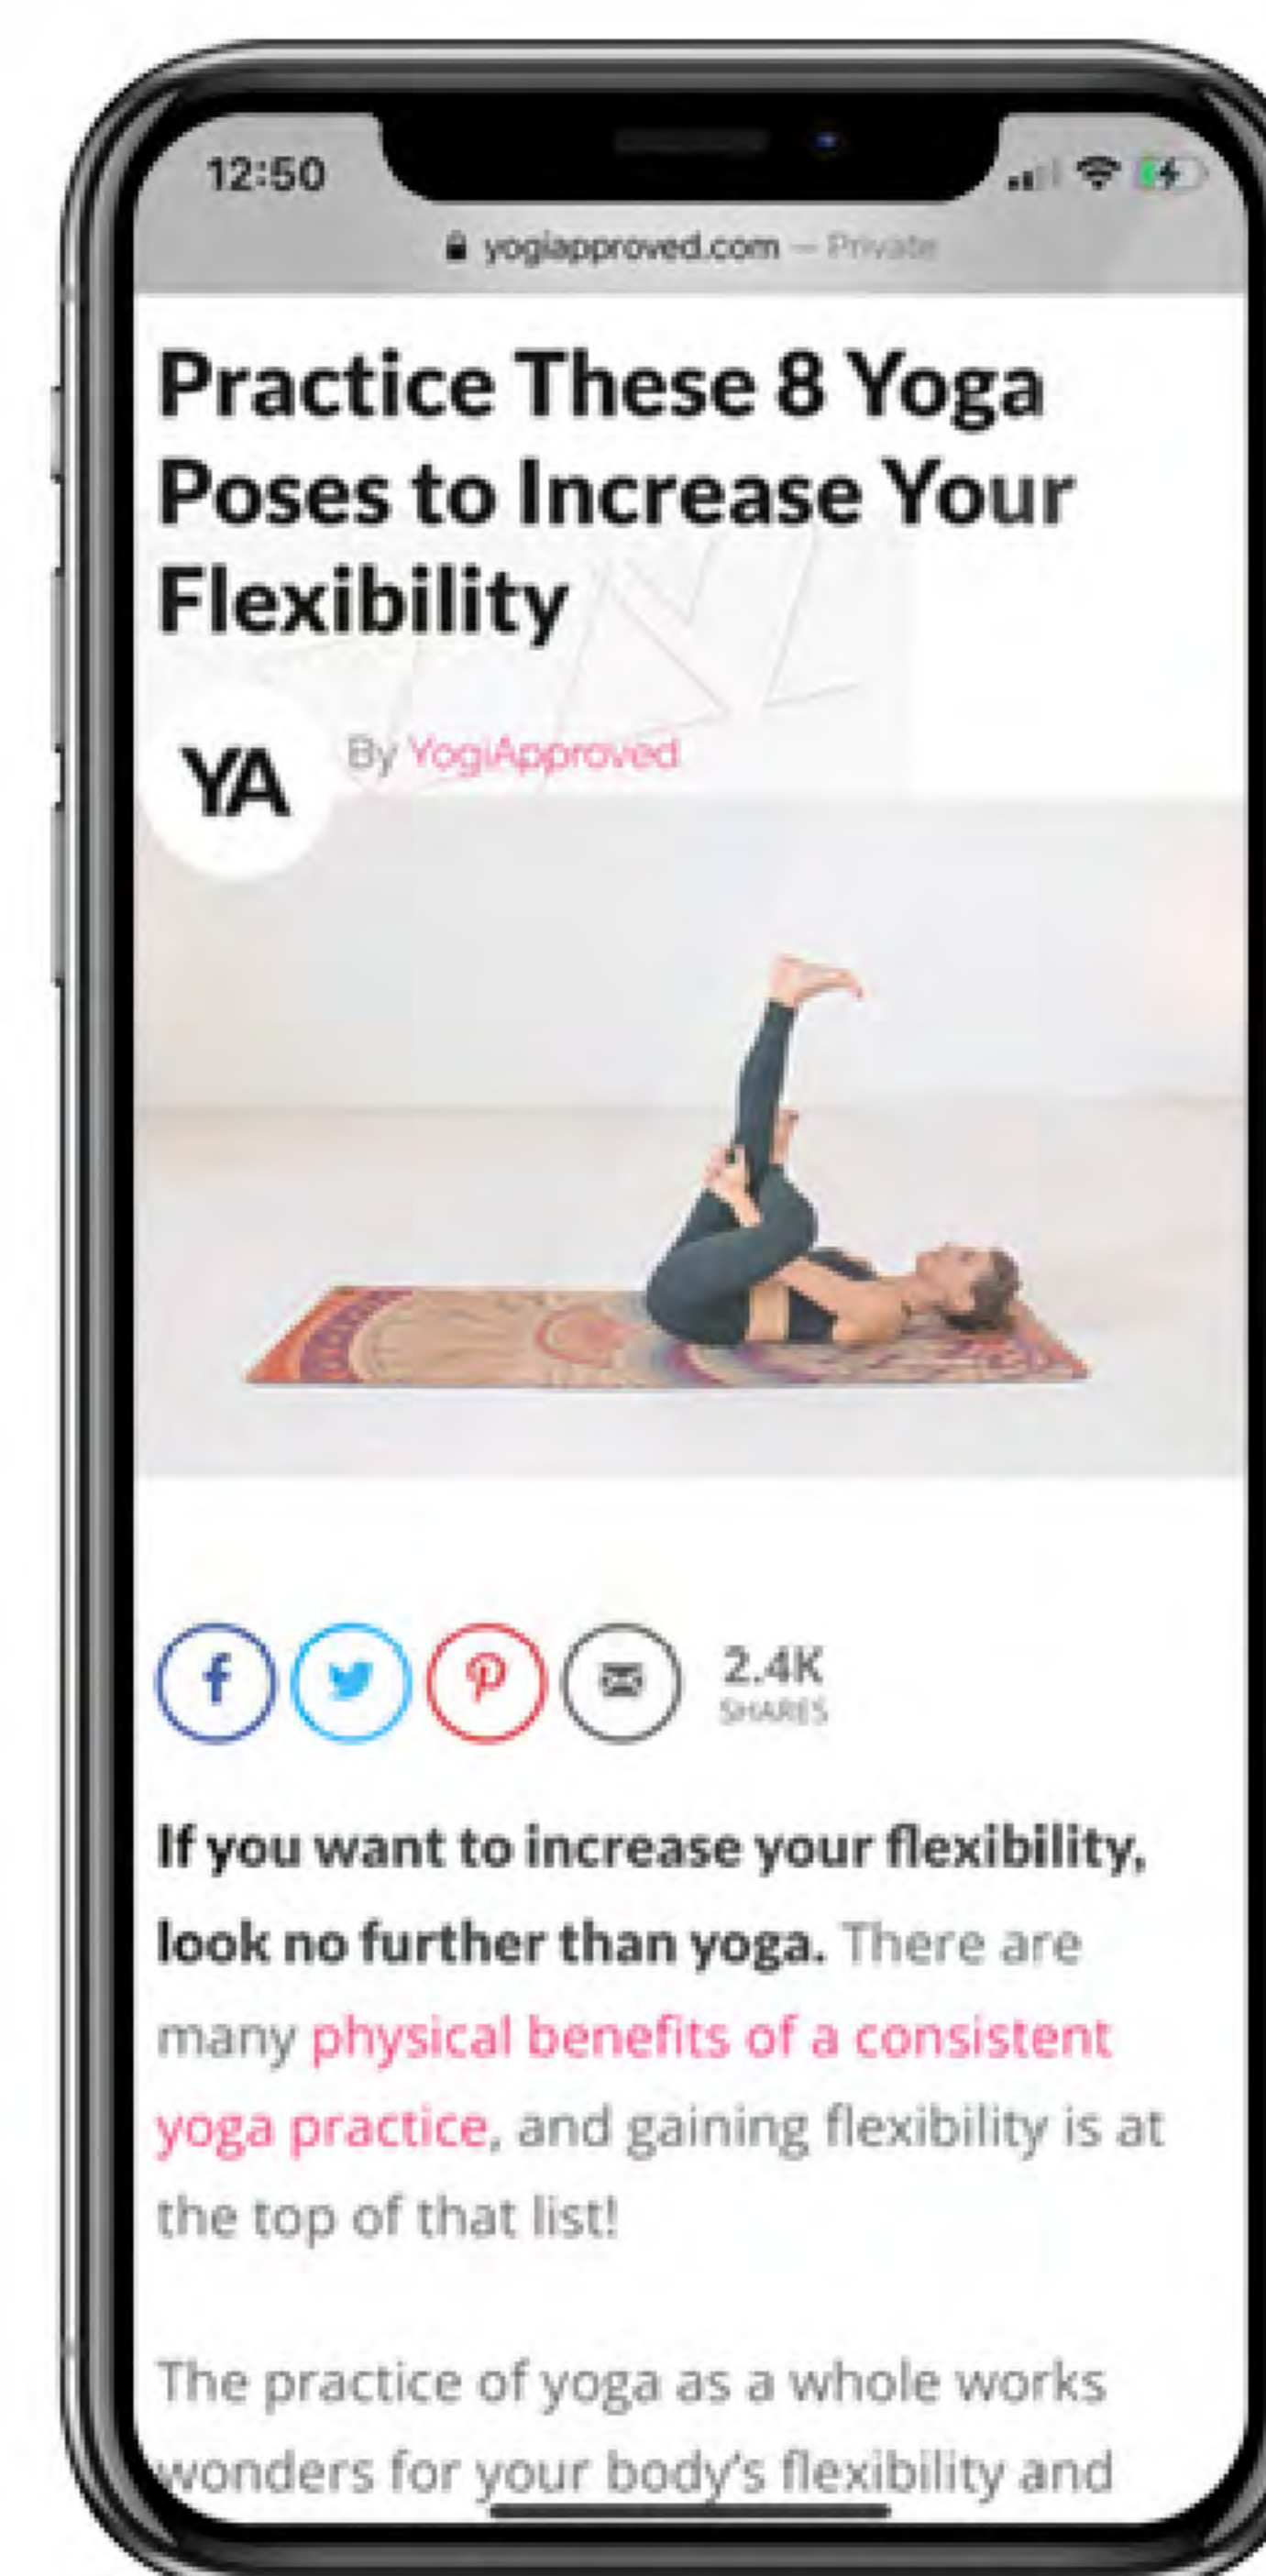 12:50
yogiapproved.com — Private
Practice These 8 Yoga
Poses to Increase Your
Flexibility
YA
By YogiApproved
2.4K
SHARES
If you want to increase your flexibility,
look no further than yoga. There are
many physical benefits of a consistent
yoga practice, and gaining flexibility is at
the top of that list!
The practice of yoga as a whole works
wonders for your body's flexibility and